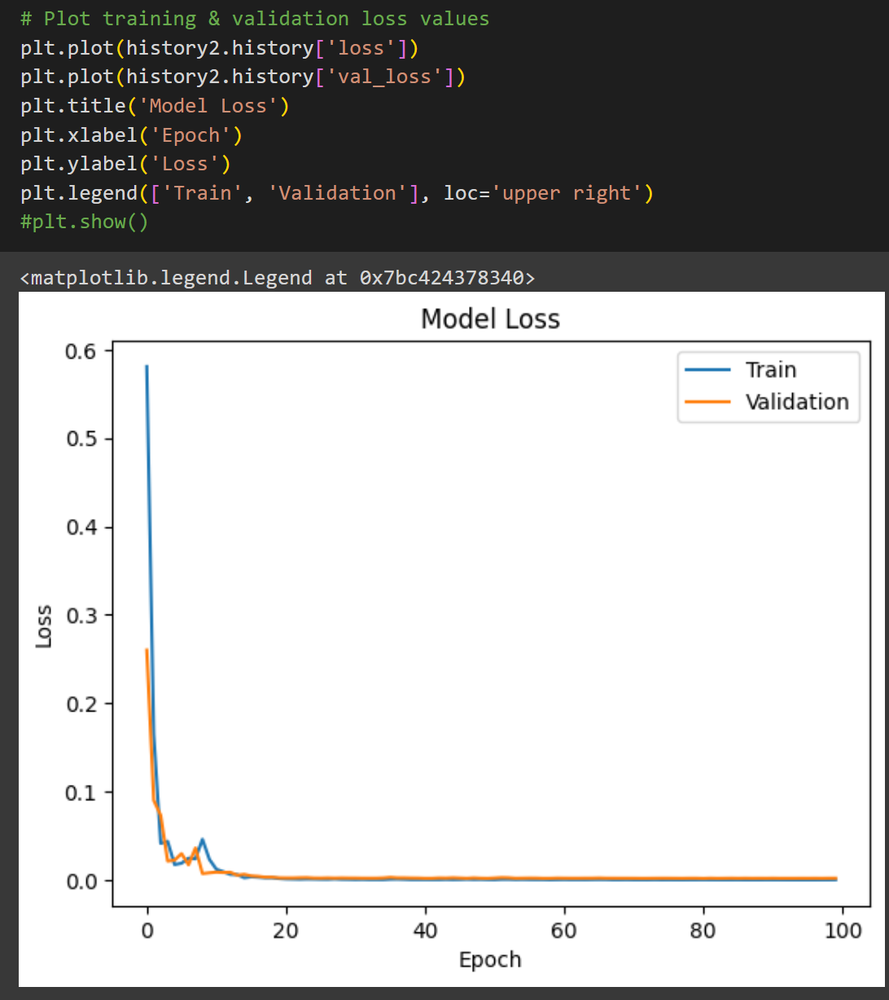 # Plot training & validation loss values
plt.plot(history2.history['loss'])
plt.plot(history2.history['val_loss'])
plt.title('Model Loss')
plt.xlabel('Epoch')
plt.ylabel('Loss')
plt.legend(['Train', 'Validation'], loc='upper right')
#plt.show()
<matplotlib.legend.Legend at 0x7bc424378340>
Model Loss
Train
Validation
0.6
0.5
0.4
0.3
0.2
0.1
0.0
Loss
0 20 40 60 80 100
Epoch